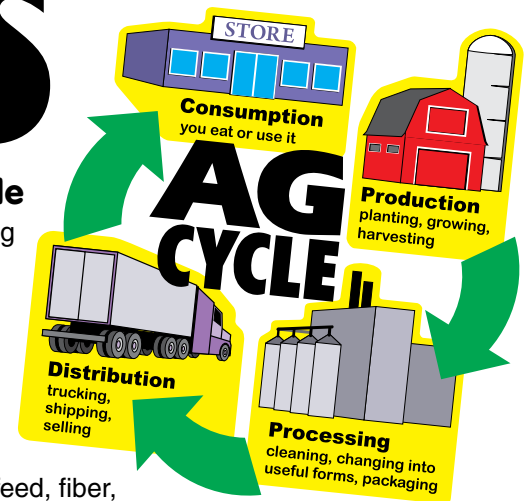 S
STORE
Consumption
you eat or use it
AG
CYCLE
Production
planting, growing,
harvesting
Processing
cleaning, changing into
useful forms, packaging
Distribution
trucking,
shipping,
selling
feed, fiber,